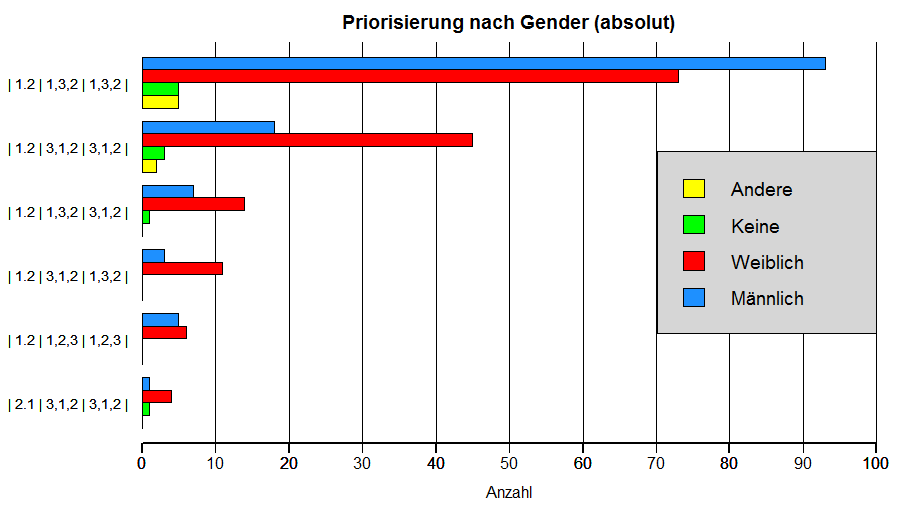 Priorisierung nach Gender (absolut)
| 1.2 | 1,3,2 | 1,3,2 |
| 1.2 | 3,1,2 | 3,1,2 |
| 1.2 | 1,3,2 | 3,1,2 |
| 1.2 | 3,1,2 | 1,3,2 |
| 1.2 | 1,2,3 | 1,2,3 |
| 2.1 | 3,1,2 | 3,1,2 |
Andere
Keine
Weiblich
Männlich
0 10 20 30 40 50 60 70 80 90 100
Anzahl